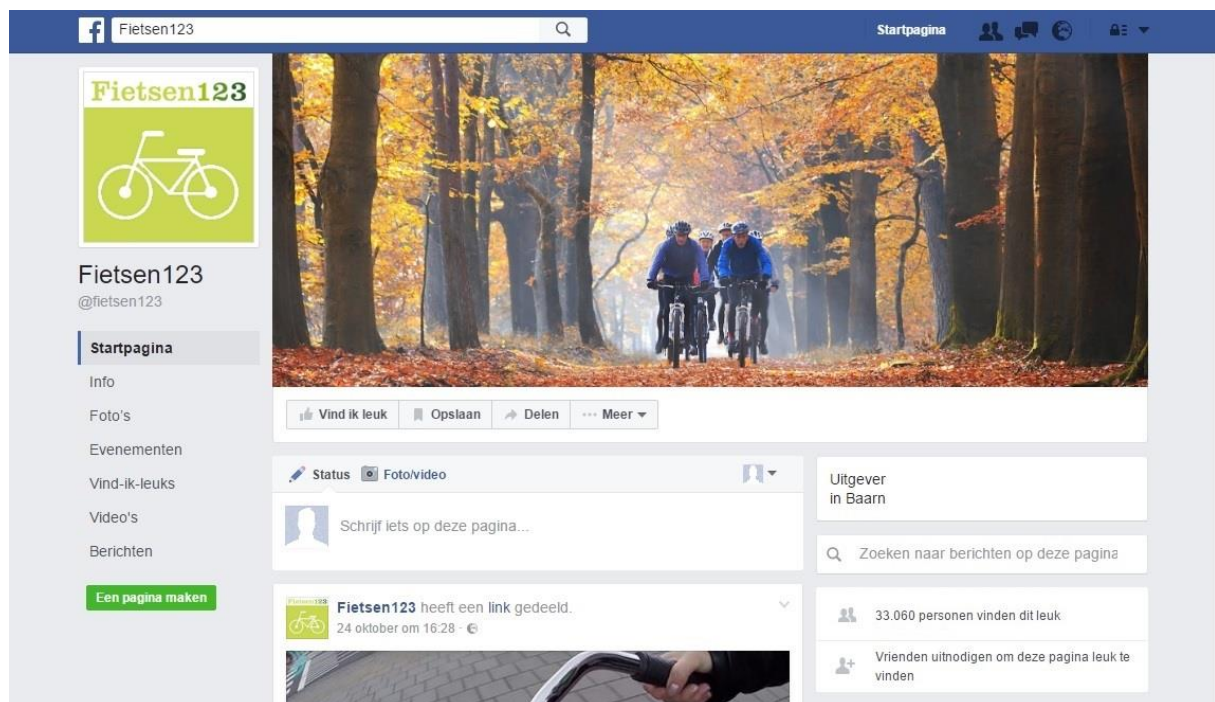 Fietsen123
Startpagina
Fietsen123
Fietsen123
@fietsen123
Startpagina
Info
Foto's
Evenementen
Vind-ik-leuks
Video's
Berichten
Een pagina maken
Vind ik leuk
Opslaan
Delen
Meer
Status
Foto/video
Schrijf iets op deze pagina...
Fietsen123
Fietsen123 heeft een link gedeeld.
24 oktober om 16:28 ·
Uitgever
in Baarn
Zoeken naar berichten op deze pagina
33.060 personen vinden dit leuk
Vrienden uitnodigen om deze pagina leuk te
vinden